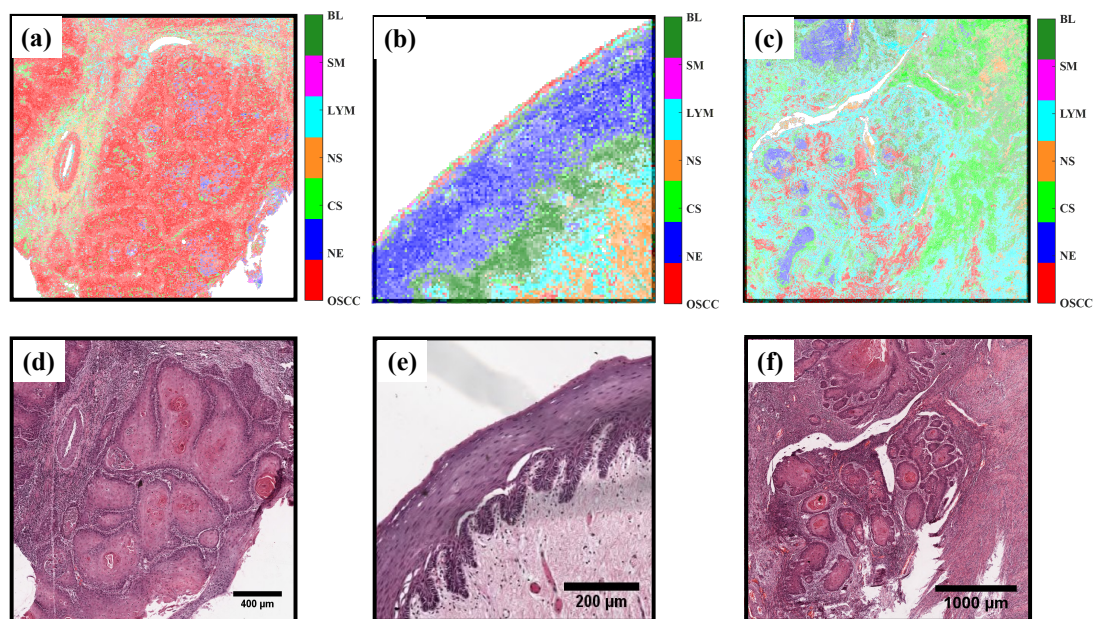 (a)
BL
SM
LYM
NS
CS
NE
OSCC
(b)
BL
SM
LYM
NS
CS
NE
OSCC
(c)
BL
SM
LYM
NS
CS
NE
OSCC
(d)
400 µm
(e)
200 µm
(f)
1000 µm